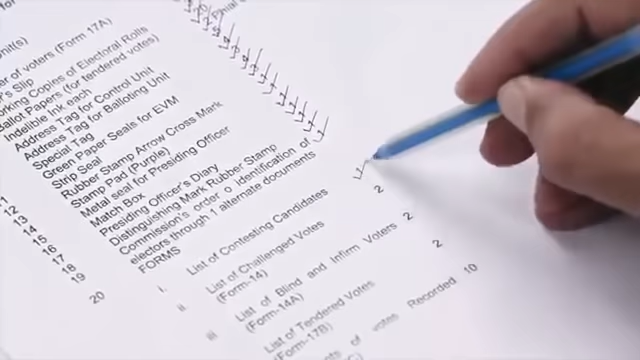 for
nit(s)
er of voters (Form 17A)
r's Slip
orking Copies of Electoral Rolls
allot Papers (for tendered votes)
Indelible Ink each
Address Tag for Control Unit
Address Tag for Balloting Unit
Special Tag
Green Paper Seals for EVM
Strip Seal
Rubber Stamp Arrow Cross Mark
Stamp Pad (Purple)
Metal seal for Presiding Officer
Match Box
11 Presiding Officer's Diary
12 Distinguishing Mark Rubber Stamp
13 Commission's order o identification of
14 electors through 1 alternate documents
15 FORMS
16
17
18
19
20
i. List of Contesting Candidates 2
ii. List of Challenged Votes
(Form-14) 2
iii List of Blind and Infirm Voters
(Form-14A) 2
List of Tendered Votes
(Form-17B)
of votes Recorded 10